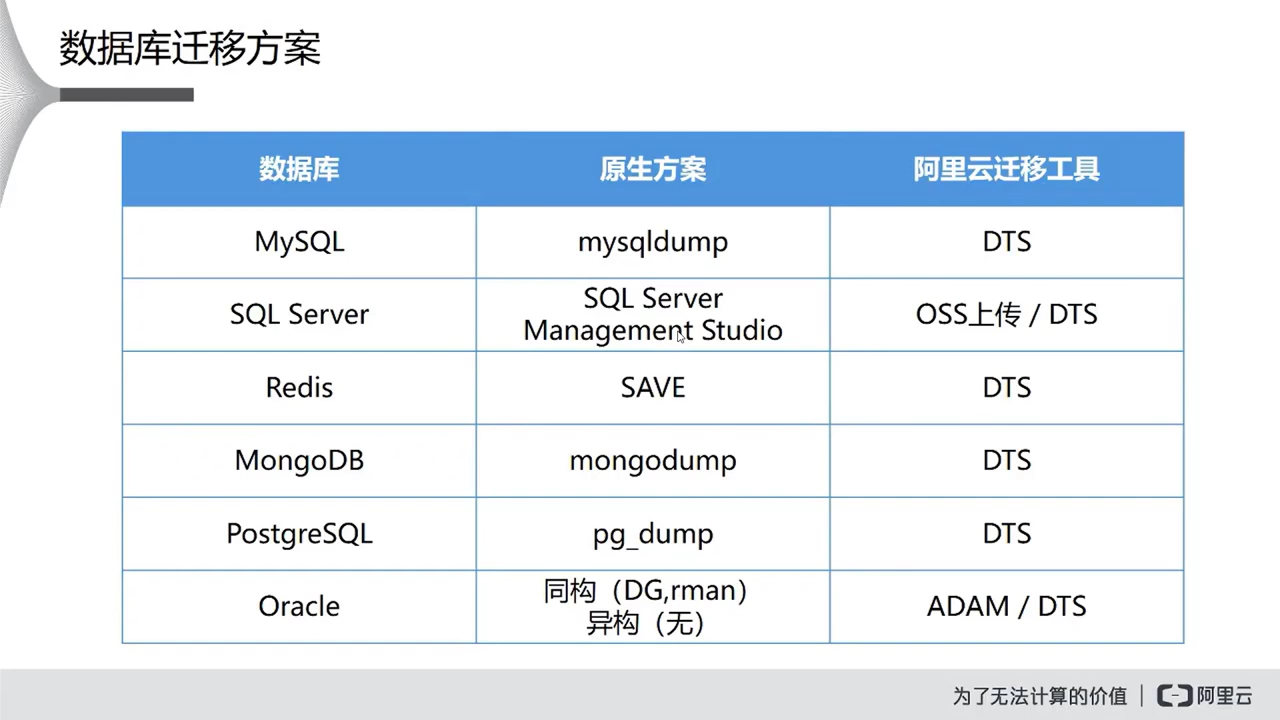 数据库迁移方案
数据库 原生方案 阿里云迁移工具
MySQL mysqldump DTS
SQL Server SQL Server Management Studio OSS上传 / DTS
Redis SAVE DTS
MongoDB mongodump DTS
PostgreSQL pg_dump DTS
Oracle 同构（DG,rman） 异构（无） ADAM / DTS
为了无法计算的价值 | 阿里云